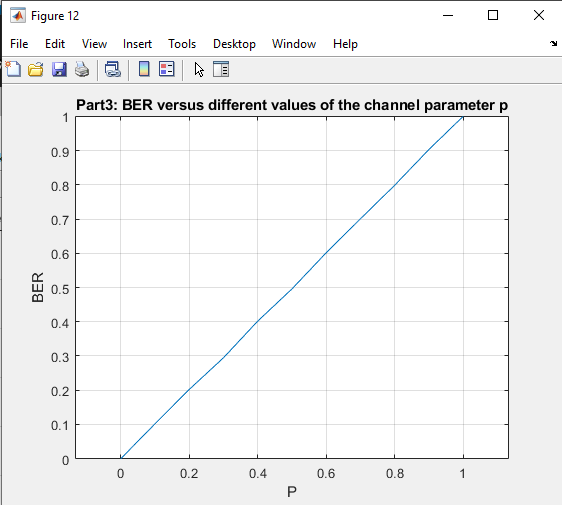 Figure 12
File Edit View Insert Tools Desktop Window Help
Part3: BER versus different values of the channel parameter p
1
0.9
0.8
0.7
0.6
0.5
0.4
0.3
0.2
0.1
0
BER
0 0.2 0.4 0.6 0.8 1
P